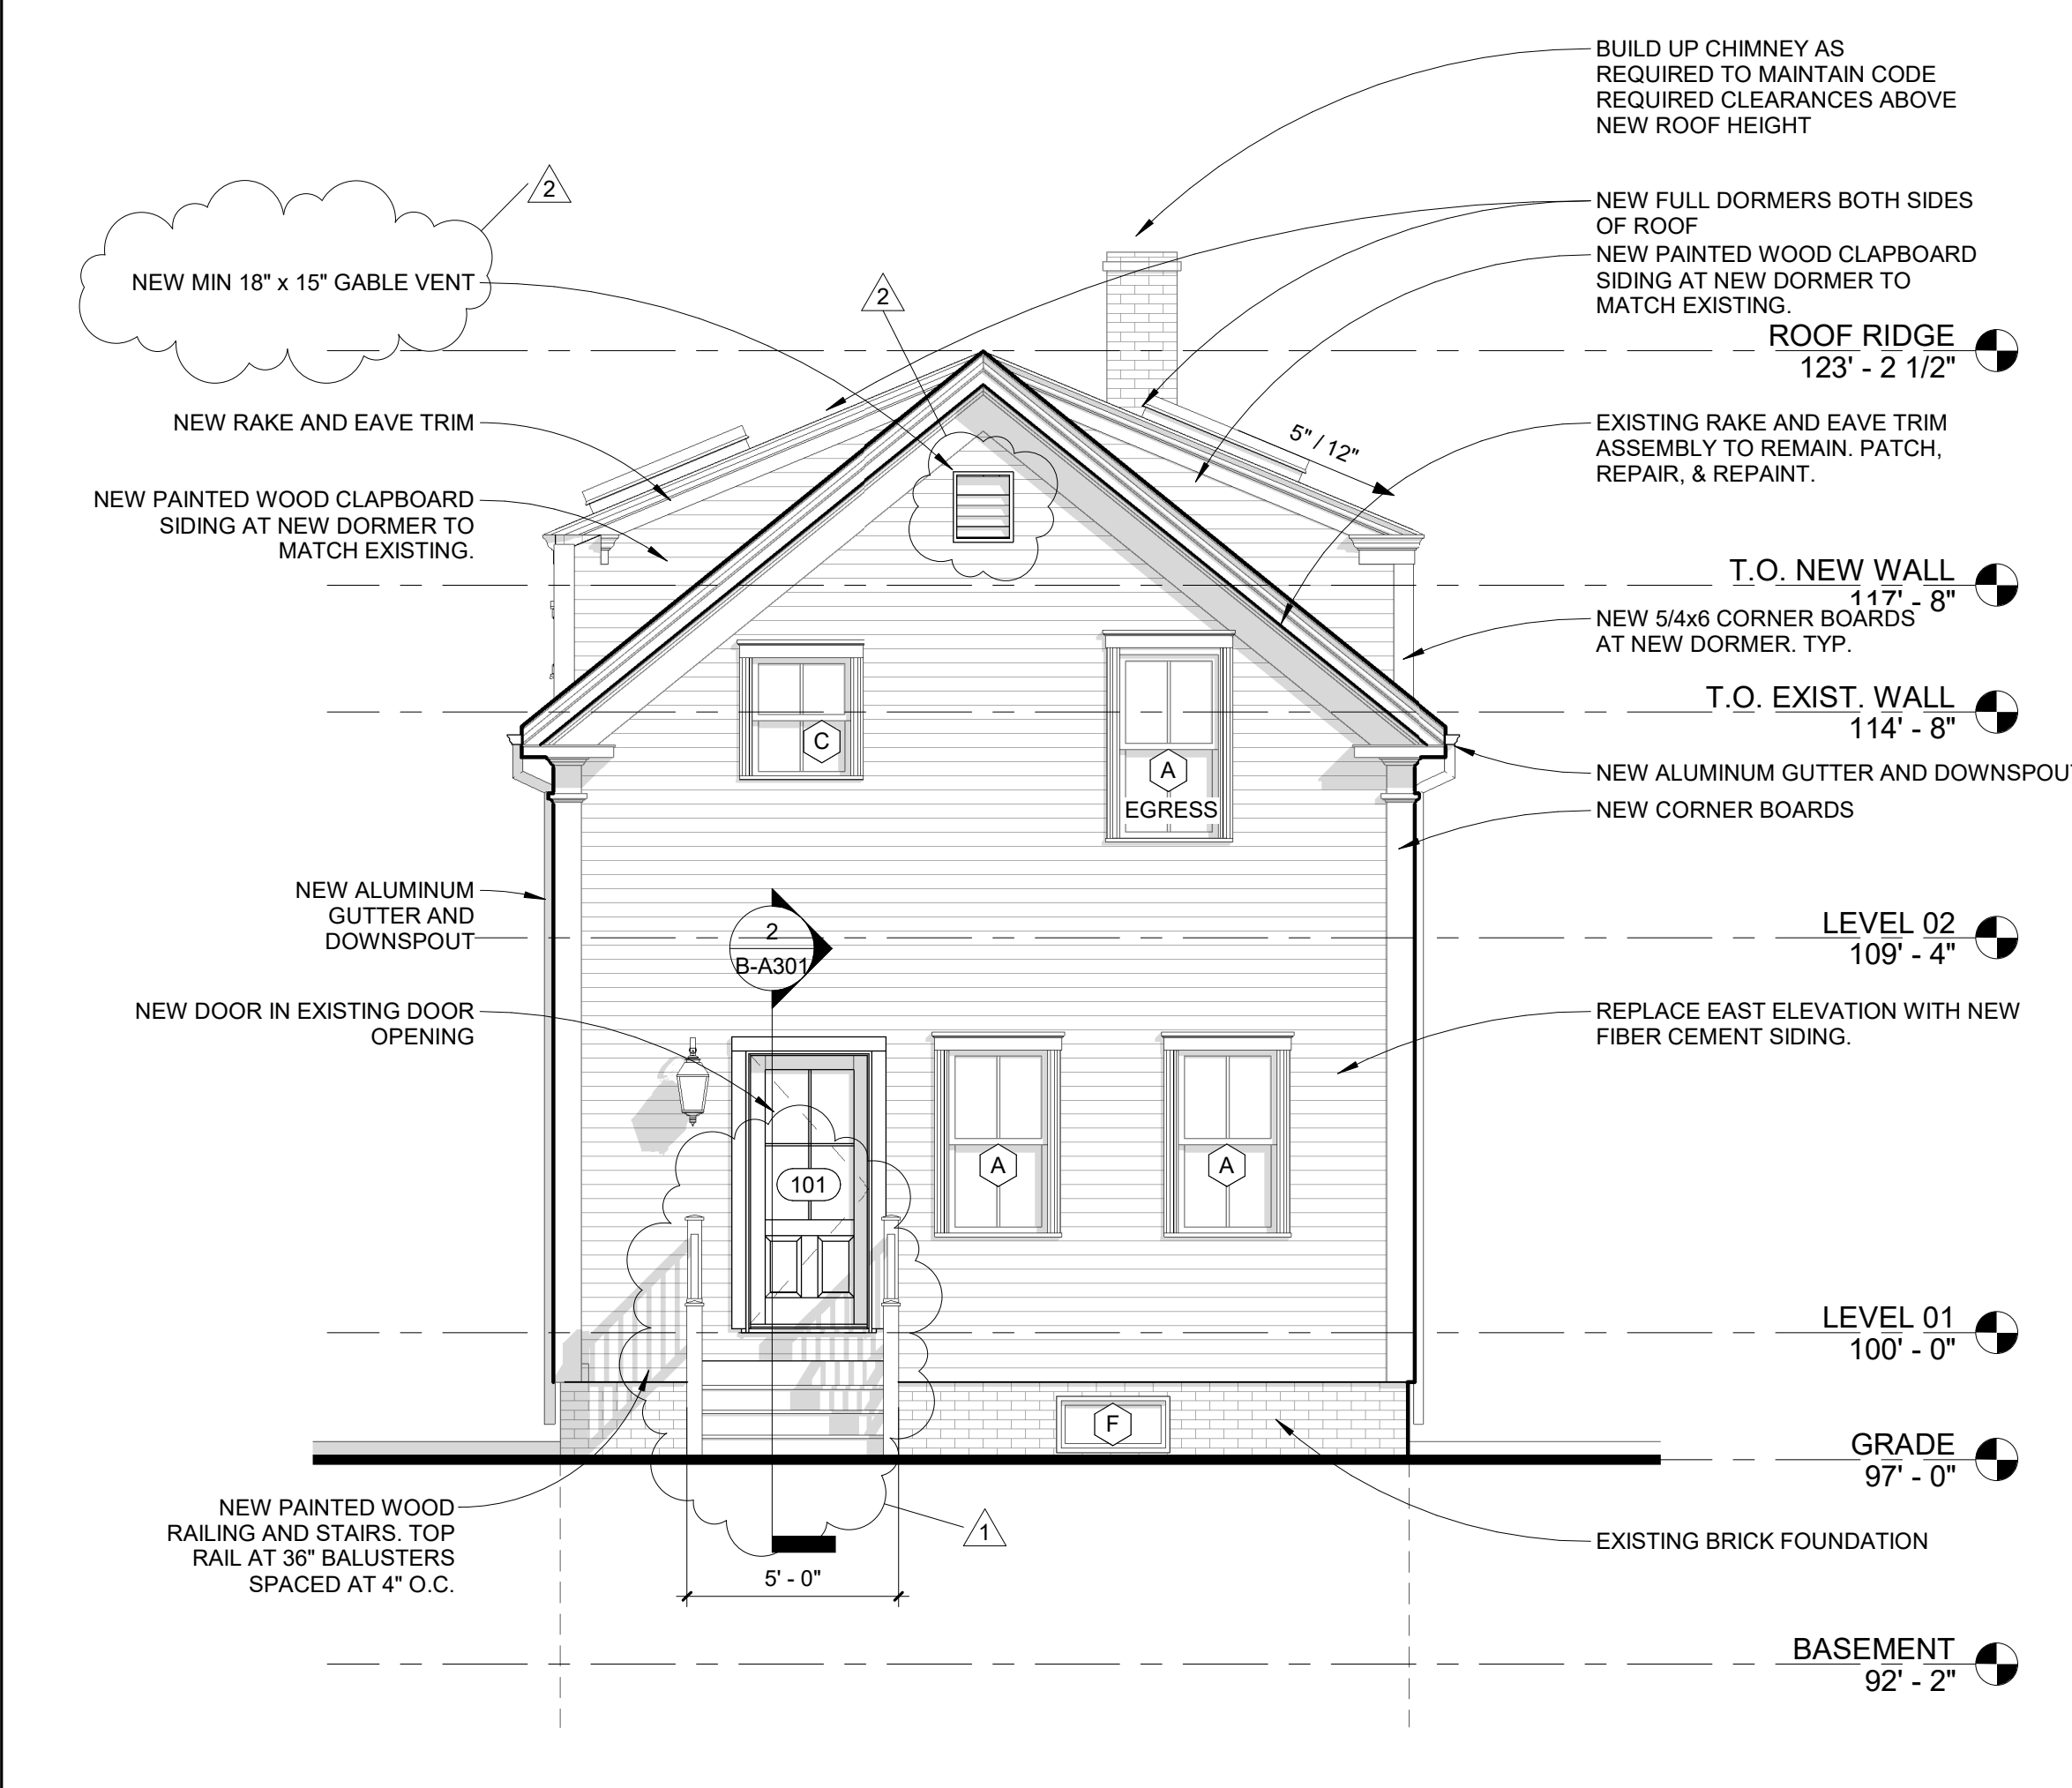 BUILD UP CHIMNEY AS
REQUIRED TO MAINTAIN CODE
REQUIRED CLEARANCES ABOVE
NEW ROOF HEIGHT
2
NEW FULL DORMERS BOTH SIDES
OF ROOF
NEW PAINTED WOOD CLAPBOARD
SIDING AT NEW DORMER TO
MATCH EXISTING.
NEW MIN 18" x 15" GABLE VENT
2
ROOF RIDGE
123' - 2 1/2"
NEW RAKE AND EAVE TRIM
5" / 12"
EXISTING RAKE AND EAVE TRIM
ASSEMBLY TO REMAIN. PATCH,
REPAIR, & REPAINT.
NEW PAINTED WOOD CLAPBOARD
SIDING AT NEW DORMER TO
MATCH EXISTING.
T.O. NEW WALL
117' - 8"
NEW 5/4x6 CORNER BOARDS
AT NEW DORMER. TYP.
T.O. EXIST. WALL
114' - 8"
C
A
EGRESS
NEW ALUMINUM GUTTER AND DOWNSPOUT
NEW CORNER BOARDS
NEW ALUMINUM
GUTTER AND
DOWNSPOUT
2
B-A301
LEVEL 02
109' - 4"
NEW DOOR IN EXISTING DOOR
OPENING
REPLACE EAST ELEVATION WITH NEW
FIBER CEMENT SIDING.
101
A
A
LEVEL 01
100' - 0"
F
GRADE
97' - 0"
NEW PAINTED WOOD
RAILING AND STAIRS. TOP
RAIL AT 36" BALUSTERS
SPACED AT 4" O.C.
1
EXISTING BRICK FOUNDATION
5' - 0"
BASEMENT
92' - 2"